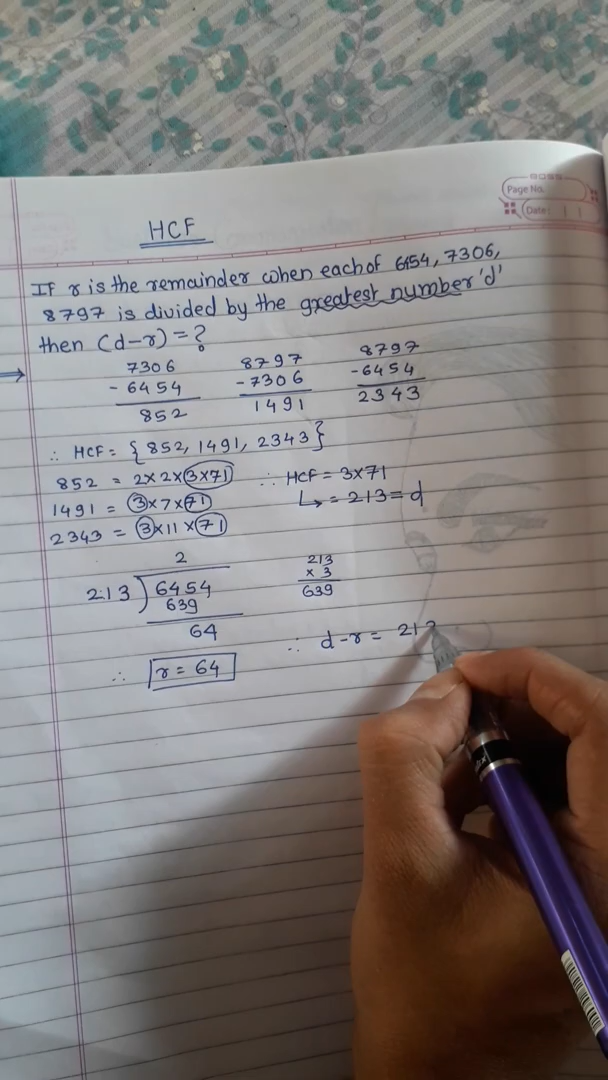 Page No.
Date:
HCF
If r is the remainder when each of 6454, 7306,
8797 is divided by the greatest number 'd'
then (d-r) = ?
7306
- 6454
852
8797
- 7306
1491
8797
- 6454
2343
∴ HCF = {852, 1491, 2343}
852 = 2×2×3×71
1491 = 3×7×71
2343 = 3×11×71
∴ HCF = 3×71
↳ = 213 = d
2
213 ) 6454
639
64
213
× 3
639
∴ r = 64
∴ d-r = 213